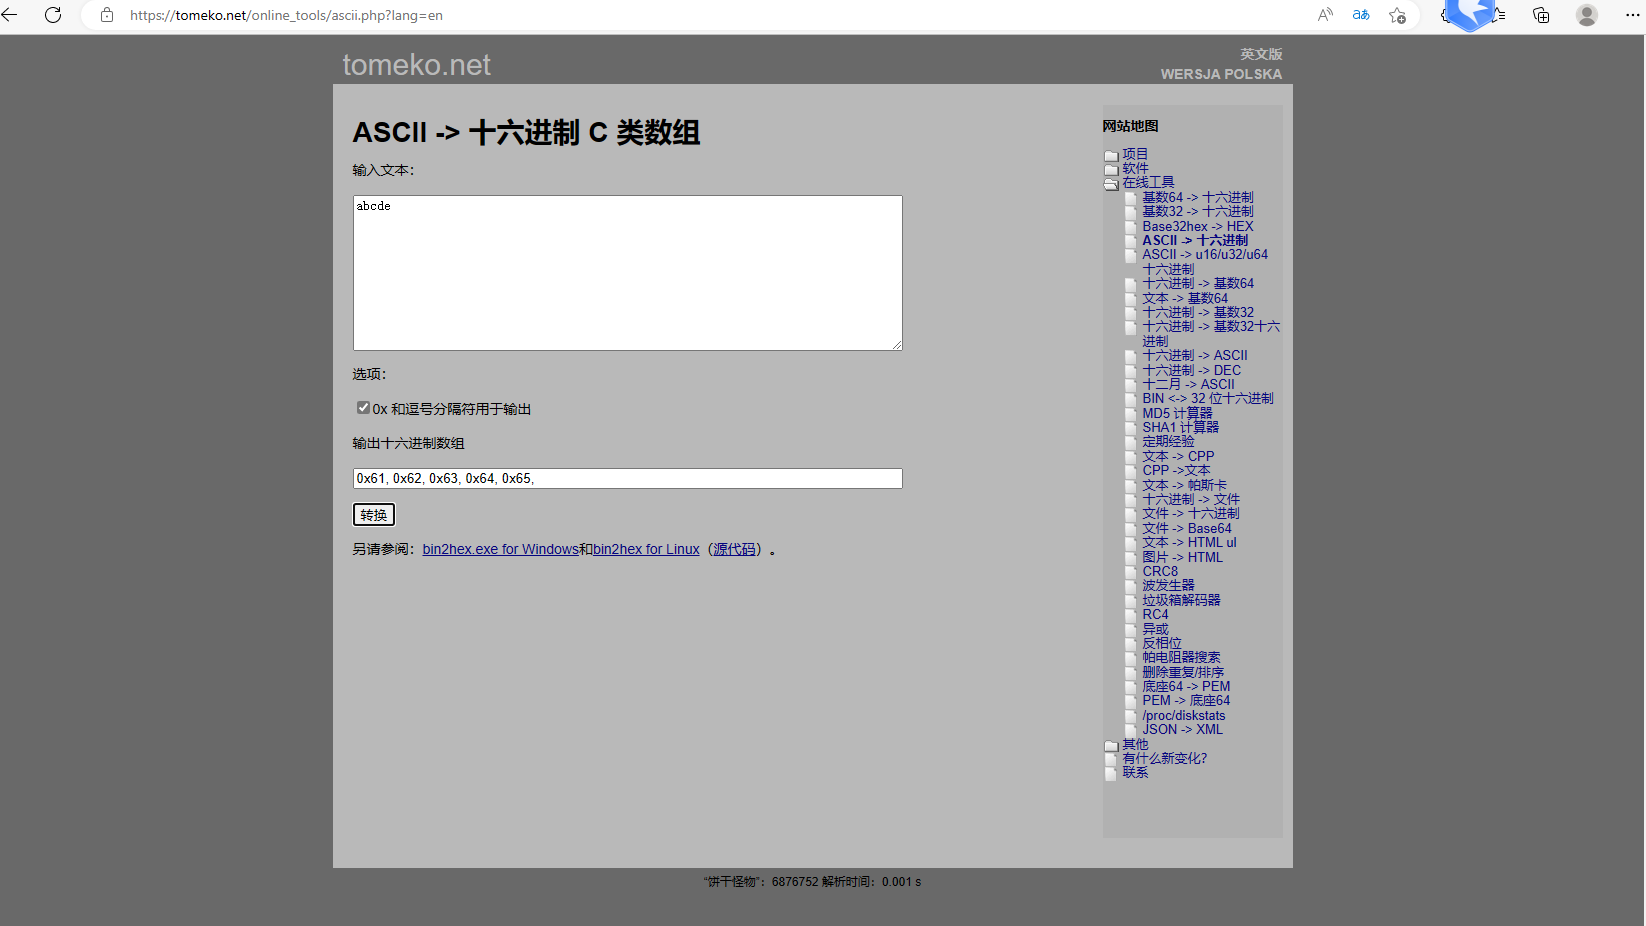 https://tomeko.net/online_tools/ascii.php?lang=en
tomeko.net
英文版
WERSJA POLSKA
ASCII -> 十六进制 C 类数组
输入文本：
abcde
选项：
0x 和逗号分隔符用于输出
输出十六进制数组
0x61, 0x62, 0x63, 0x64, 0x65,
转换
另请参阅：bin2hex.exe for Windows和bin2hex for Linux（源代码）。
网站地图
项目
软件
在线工具
基数64 -> 十六进制
基数32 -> 十六进制
Base32hex -> HEX
ASCII -> 十六进制
ASCII -> u16/u32/u64
十六进制
十六进制 -> 基数64
文本 -> 基数64
十六进制 -> 基数32
十六进制 -> 基数32十六
进制
十六进制 -> ASCII
十六进制 -> DEC
十二月 -> ASCII
BIN <-> 32 位十六进制
MD5 计算器
SHA1 计算器
定期经验
文本 -> CPP
CPP ->文本
文本 -> 帕斯卡
十六进制 -> 文件
文件 -> 十六进制
文件 -> Base64
文本 -> HTML ul
图片 -> HTML
CRC8
波发生器
垃圾箱解码器
RC4
异或
反相位
帕电阻器搜索
删除重复/排序
底座64 -> PEM
PEM -> 底座64
/proc/diskstats
JSON -> XML
其他
有什么新变化？
联系
“饼干怪物”：6876752 解析时间：0.001 s